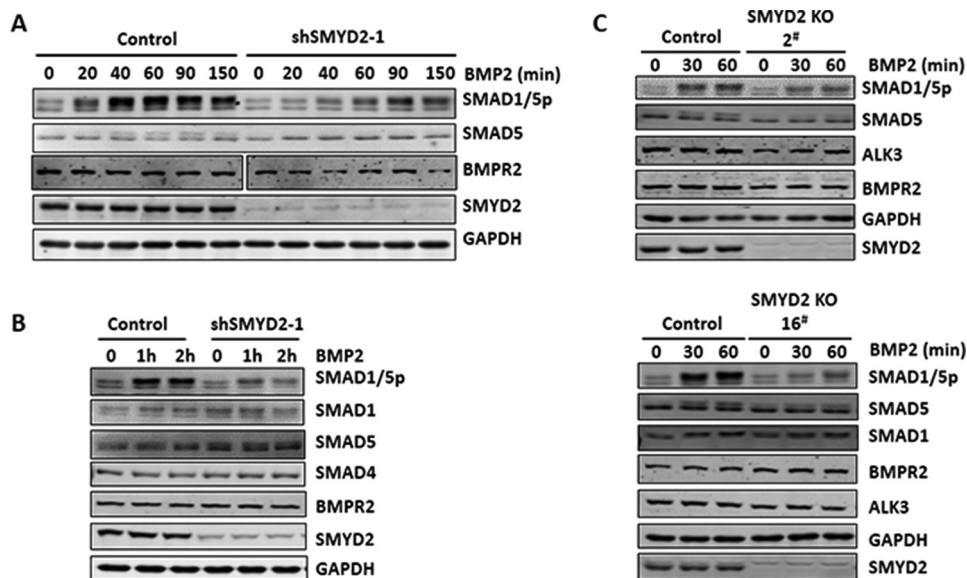 A
Control shSMYD2-1
0 20 40 60 90 150 0 20 40 60 90 150 BMP2 (min)
SMAD1/5p
SMAD5
BMPR2
SMYD2
GAPDH
B
Control shSMYD2-1
0 1h 2h 0 1h 2h BMP2
SMAD1/5p
SMAD1
SMAD5
SMAD4
BMPR2
SMYD2
GAPDH
C
SMYD2 KO
Control 2#
0 30 60 0 30 60 BMP2 (min)
SMAD1/5p
SMAD5
ALK3
BMPR2
GAPDH
SMYD2
SMYD2 KO
Control 16#
0 30 60 0 30 60 BMP2 (min)
SMAD1/5p
SMAD5
SMAD1
BMPR2
ALK3
GAPDH
SMYD2